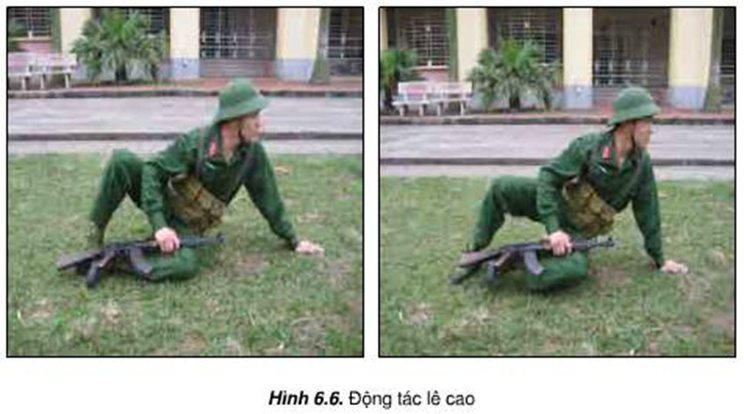 Hình 6.6. Động tác lê cao